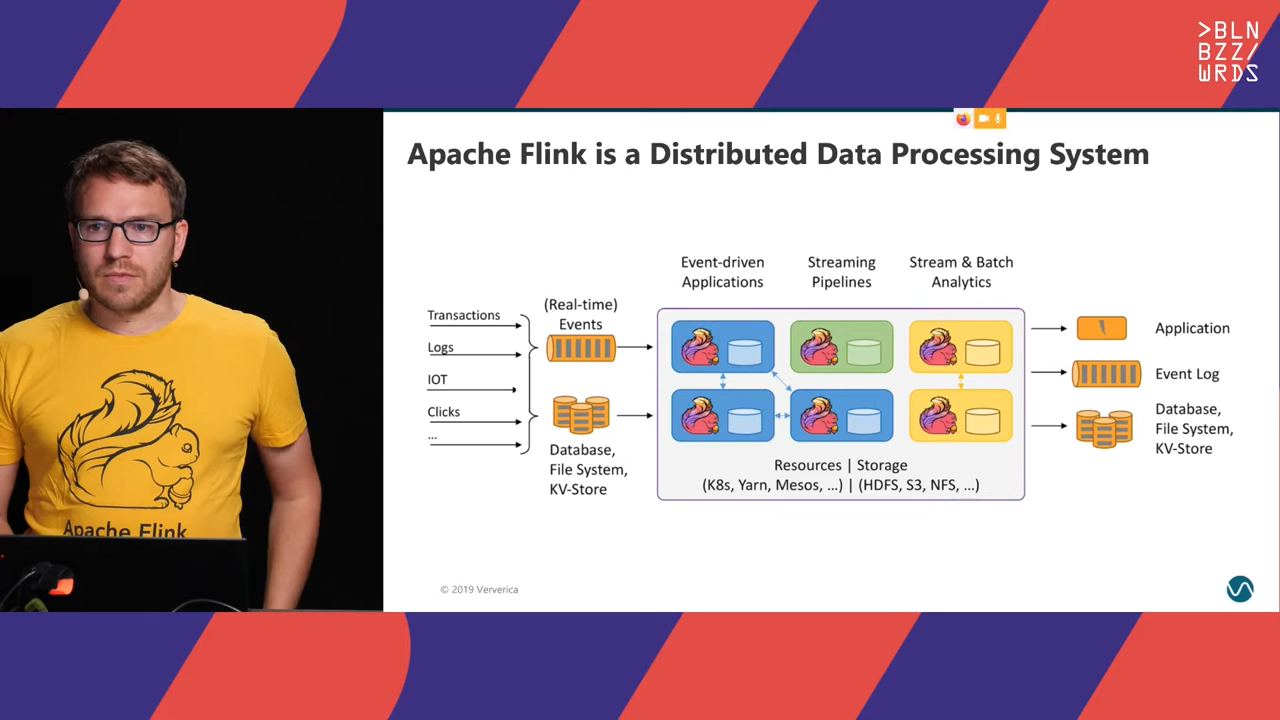 >BLN
BZZ/
WRDS
Apache Flink is a Distributed Data Processing System
Event-driven
Applications
Streaming
Pipelines
Stream & Batch
Analytics
Transactions
Logs
IOT
Clicks
...
(Real-time)
Events
Database,
File System,
KV-Store
Resources | Storage
(K8s, Yarn, Mesos, ...) | (HDFS, S3, NFS, ...)
Application
Event Log
Database,
File System,
KV-Store
© 2019 Ververica
Apache Flink